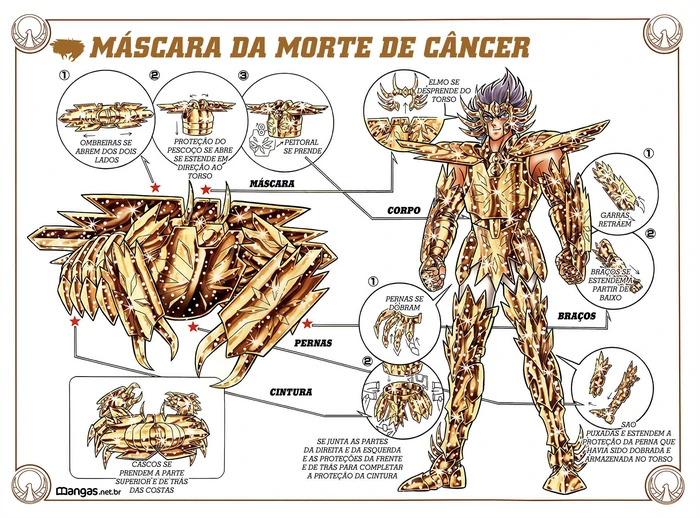 MÁSCARA DA MORTE DE CÂNCER
1
OMBREIRAS SE
ABREM DOS DOIS
LADOS
2
PROTEÇÃO DO
PESCOÇO SE ABRE
SE ESTENDE EM
DIREÇÃO AO
TORSO
3
PEITORAL
SE PRENDE
ELMO SE
DESPRENDE DO
TORSO
MÁSCARA
CORPO
1
GARRAS
RETRAEM
2
BRAÇOS SE
ESTENDEM A
PARTIR DE
BAIXO
BRAÇOS
1
PERNAS SE
DOBRAM
PERNAS
2
CINTURA
SE JUNTA AS PARTES
DA DIREITA E DA ESQUERDA
E AS PROTEÇÕES DA FRENTE
E DE TRÁS PARA COMPLETAR
A PROTEÇÃO DA CINTURA
SAO
PUXADAS E ESTENDEM A
PROTEÇÃO DA PERNA QUE
HAVIA SIDO DOBRADA E
ARMAZENADA NO TORSO
CASCOS SE
PRENDEM A PARTE
SUPERIOR E DE TRÁS
DAS COSTAS
mangas.net.br